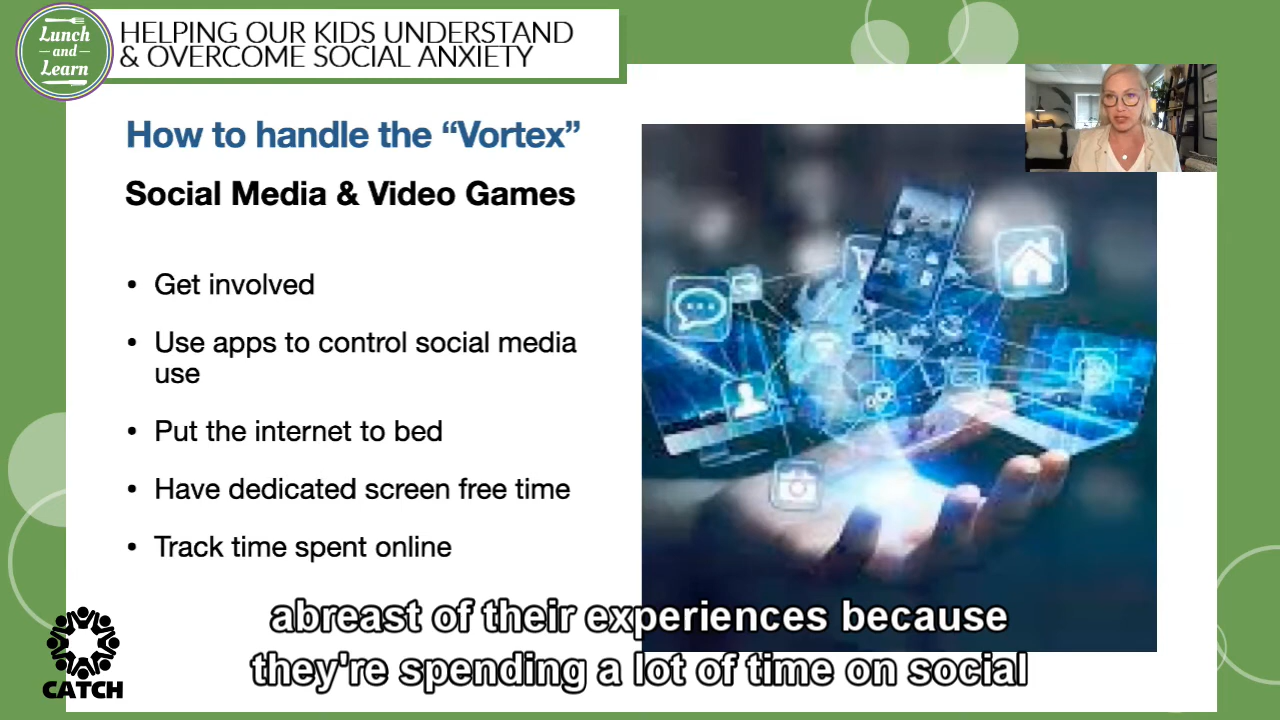 Lunch
and
Learn
HELPING OUR KIDS UNDERSTAND
& OVERCOME SOCIAL ANXIETY
How to handle the “Vortex”
Social Media & Video Games
• Get involved
• Use apps to control social media
use
• Put the internet to bed
• Have dedicated screen free time
• Track time spent online
abreast of their experiences because
they're spending a lot of time on social
CATCH